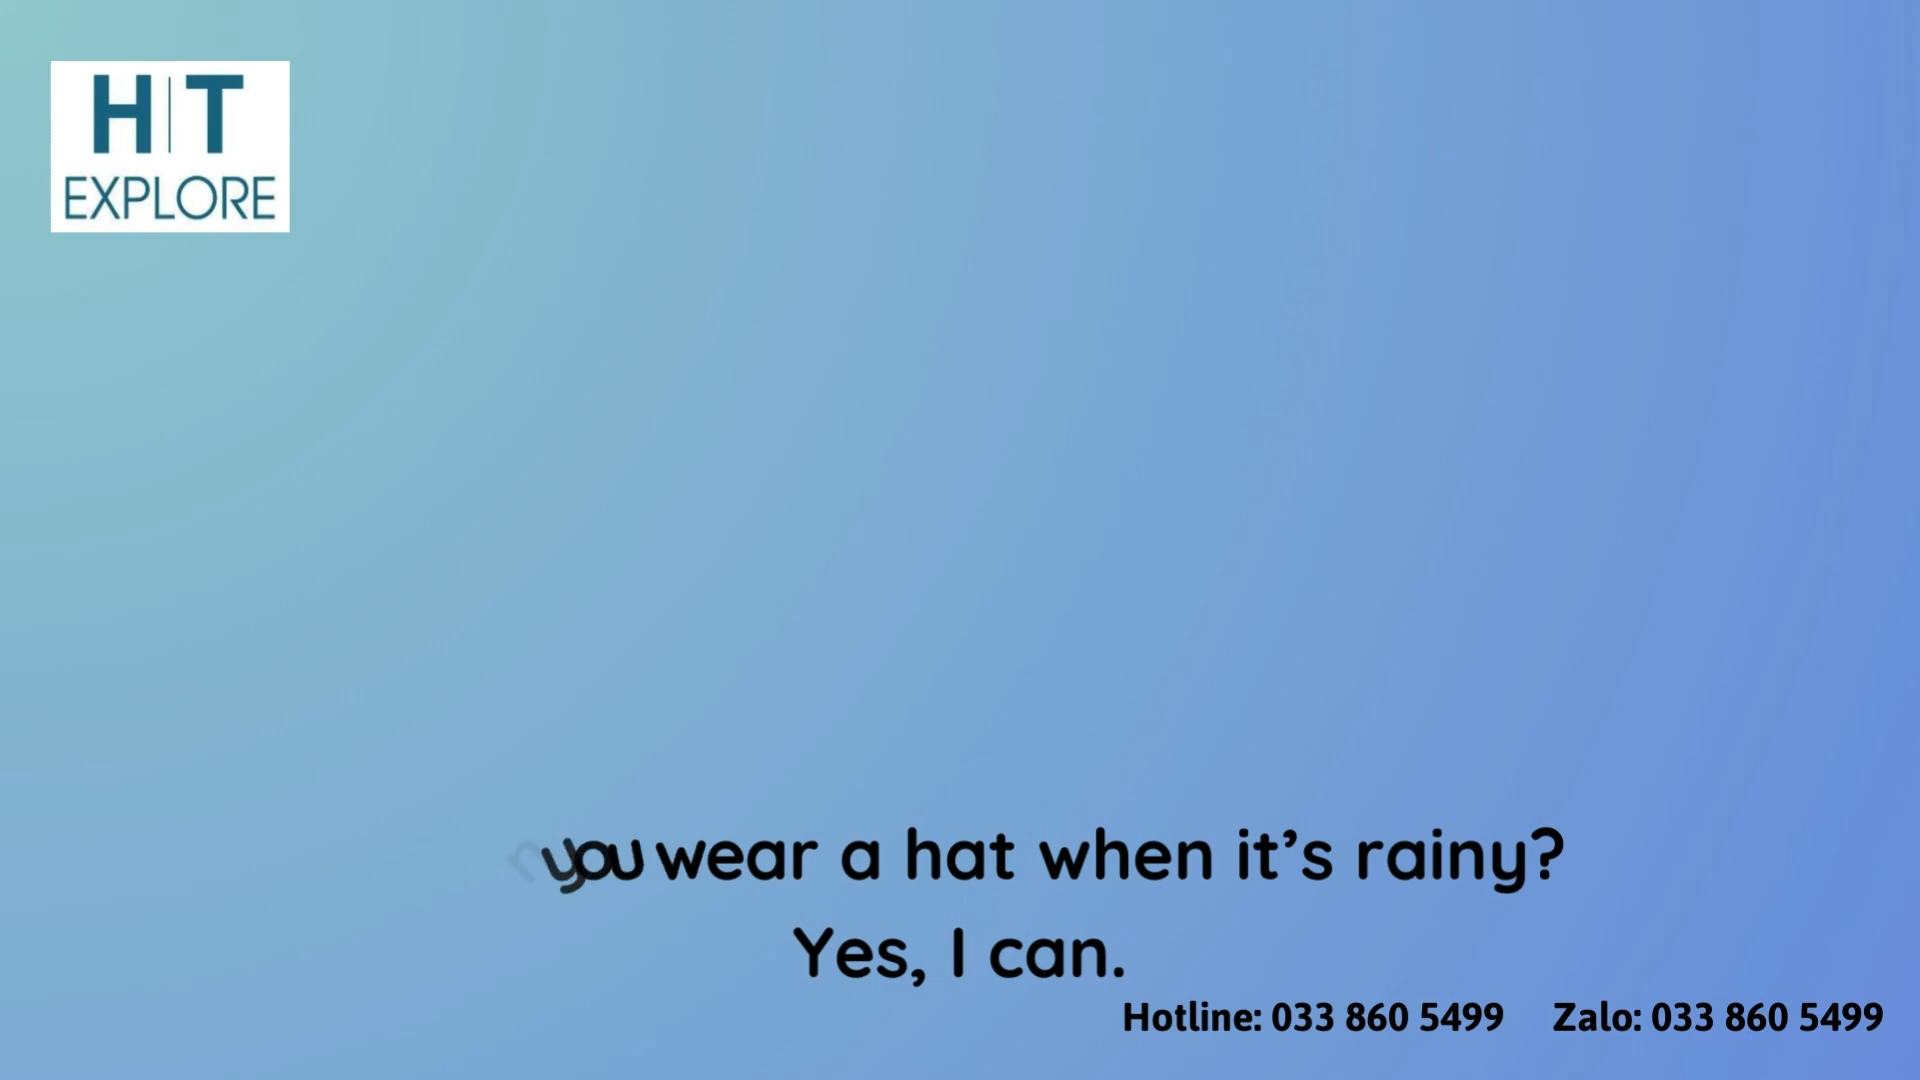 H|T
EXPLORE
you wear a hat when it’s rainy?
Yes, I can.
Hotline: 033 860 5499 Zalo: 033 860 5499